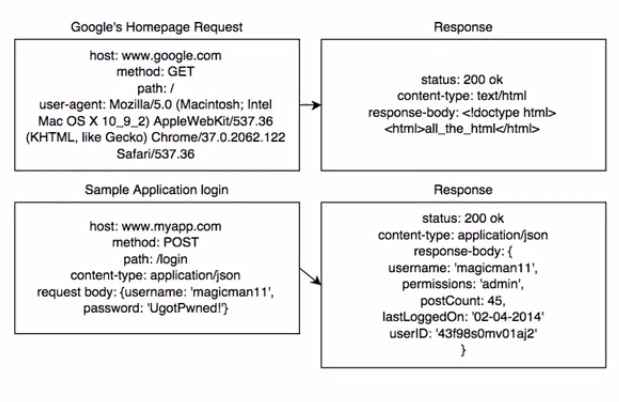 Google's Homepage Request
host: www.google.com
method: GET
path: /
user-agent: Mozilla/5.0 (Macintosh; Intel
Mac OS X 10_9_2) AppleWebKit/537.36
(KHTML, like Gecko) Chrome/37.0.2062.122
Safari/537.36
Response
status: 200 ok
content-type: text/html
response-body: <!doctype html>
<html>all_the_html</html>
Sample Application login
host: www.myapp.com
method: POST
path: /login
content-type: application/json
request body: {username: 'magicman11',
password: 'UgotPwned!'}
Response
status: 200 ok
content-type: application/json
response-body: {
username: 'magicman11',
permissions: 'admin',
postCount: 45,
lastLoggedOn: '02-04-2014'
userID: '43f98s0mv01aj2'
}